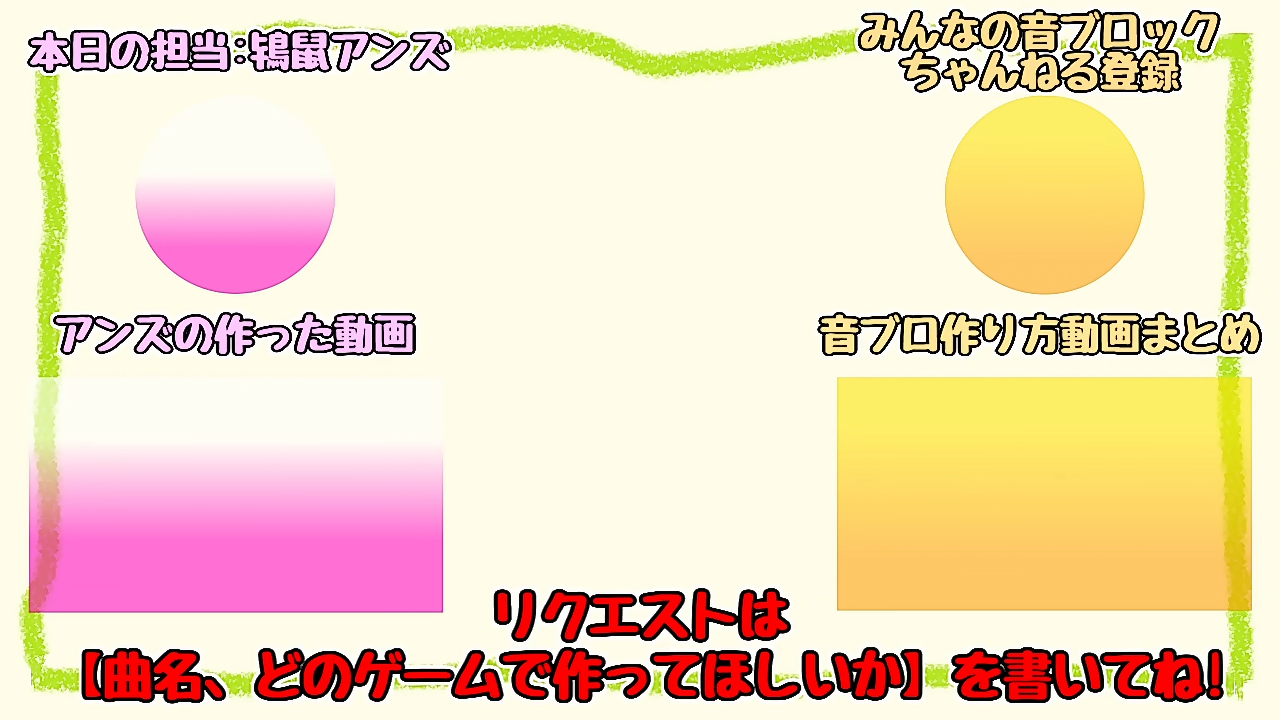 本日の担当:鴇鼠アンズ
みんなの音ブロック
ちゃんねる登録
アンズの作った動画
音ブロ作り方動画まとめ
リクエストは
【曲名、どのゲームで作ってほしいか】を書いてね!